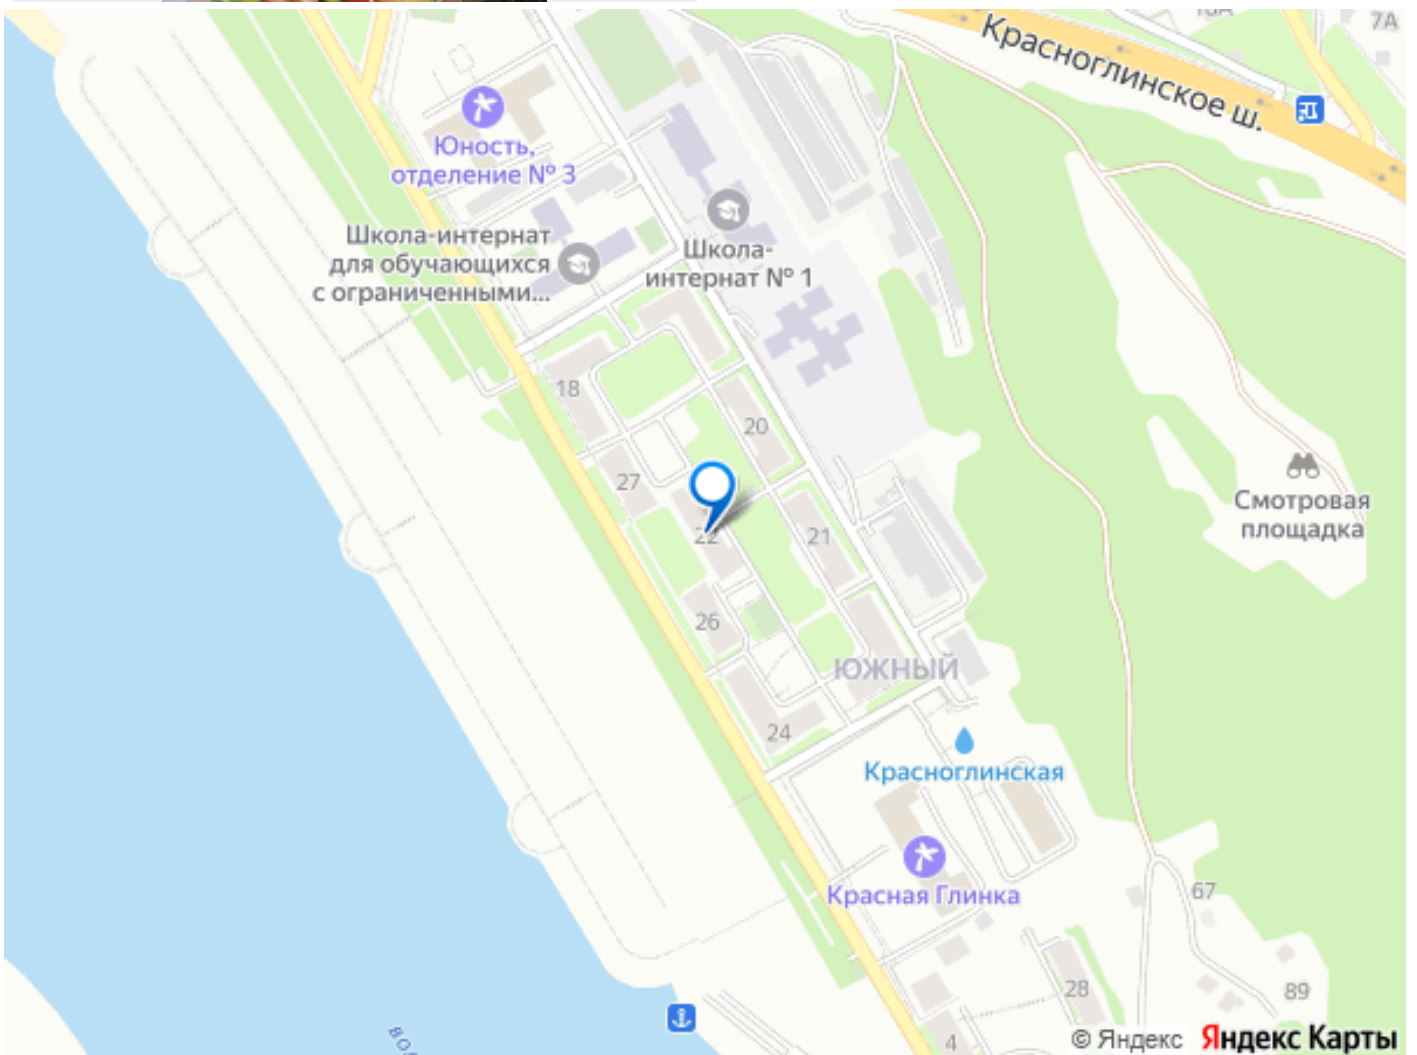 7А
Красноглинское ш.
Юность,
отделение № 3
Школа-интернат
для обучающихся
с ограниченными...
Школа-
интернат № 1
18
20
27
22
21
26
24
Смотровая
площадка
ЮЖНЫЙ
Красноглинская
Красная Глинка
67
28
89
4
© Яндекс Яндекс Карты